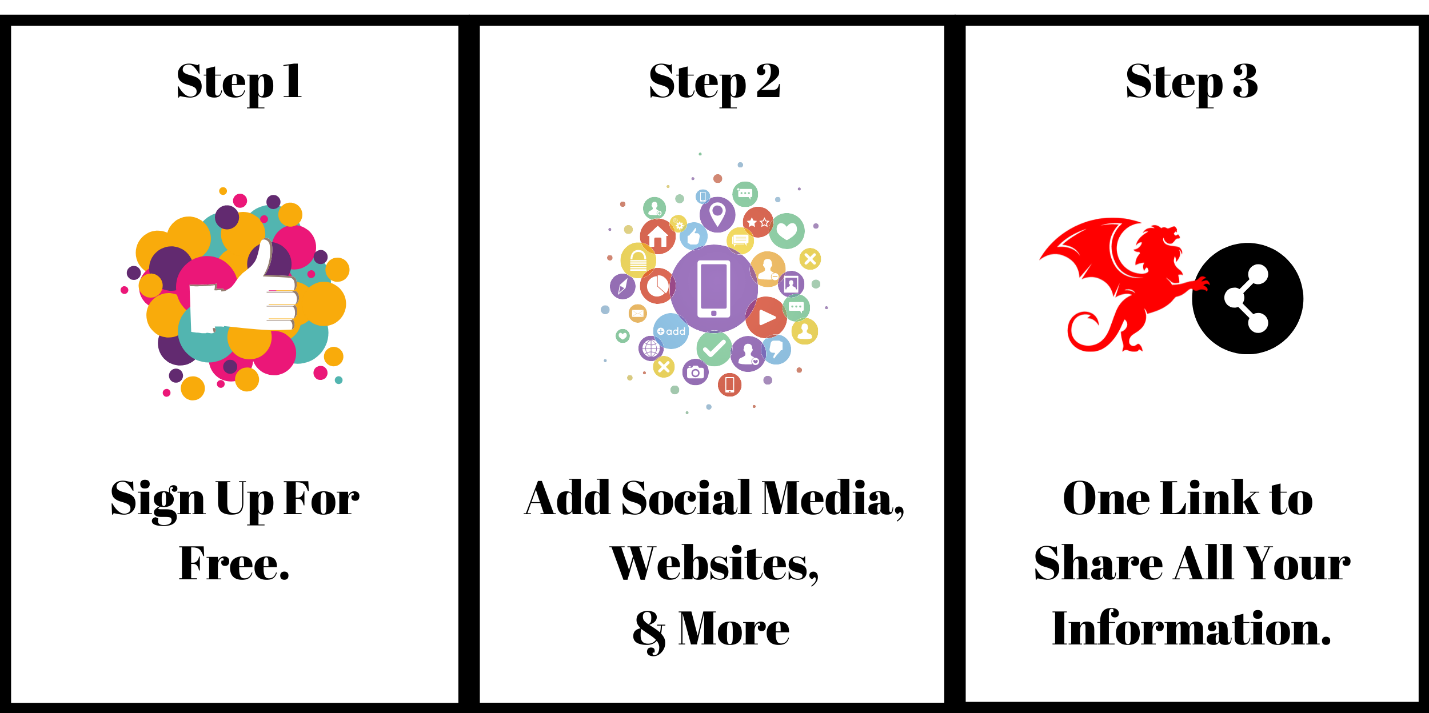 Step 1
Sign Up For
Free.
Step 2
add
Add Social Media,
Websites,
& More
Step 3
One Link to
Share All Your
Information.